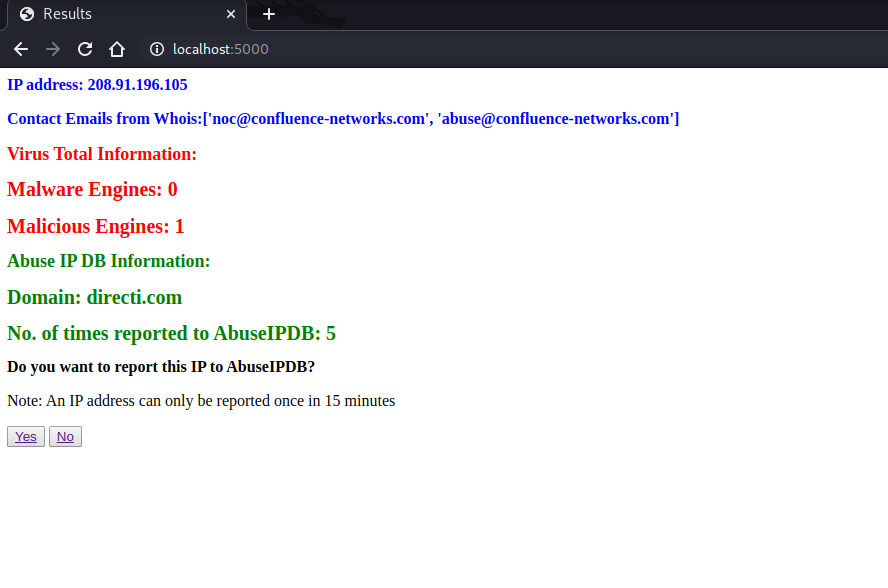 Results
localhost:5000
IP address: 208.91.196.105
Contact Emails from Whois:['noc@confluence-networks.com', 'abuse@confluence-networks.com']
Virus Total Information:
Malware Engines: 0
Malicious Engines: 1
Abuse IP DB Information:
Domain: directi.com
No. of times reported to AbuseIPDB: 5
Do you want to report this IP to AbuseIPDB?
Note: An IP address can only be reported once in 15 minutes
Yes No